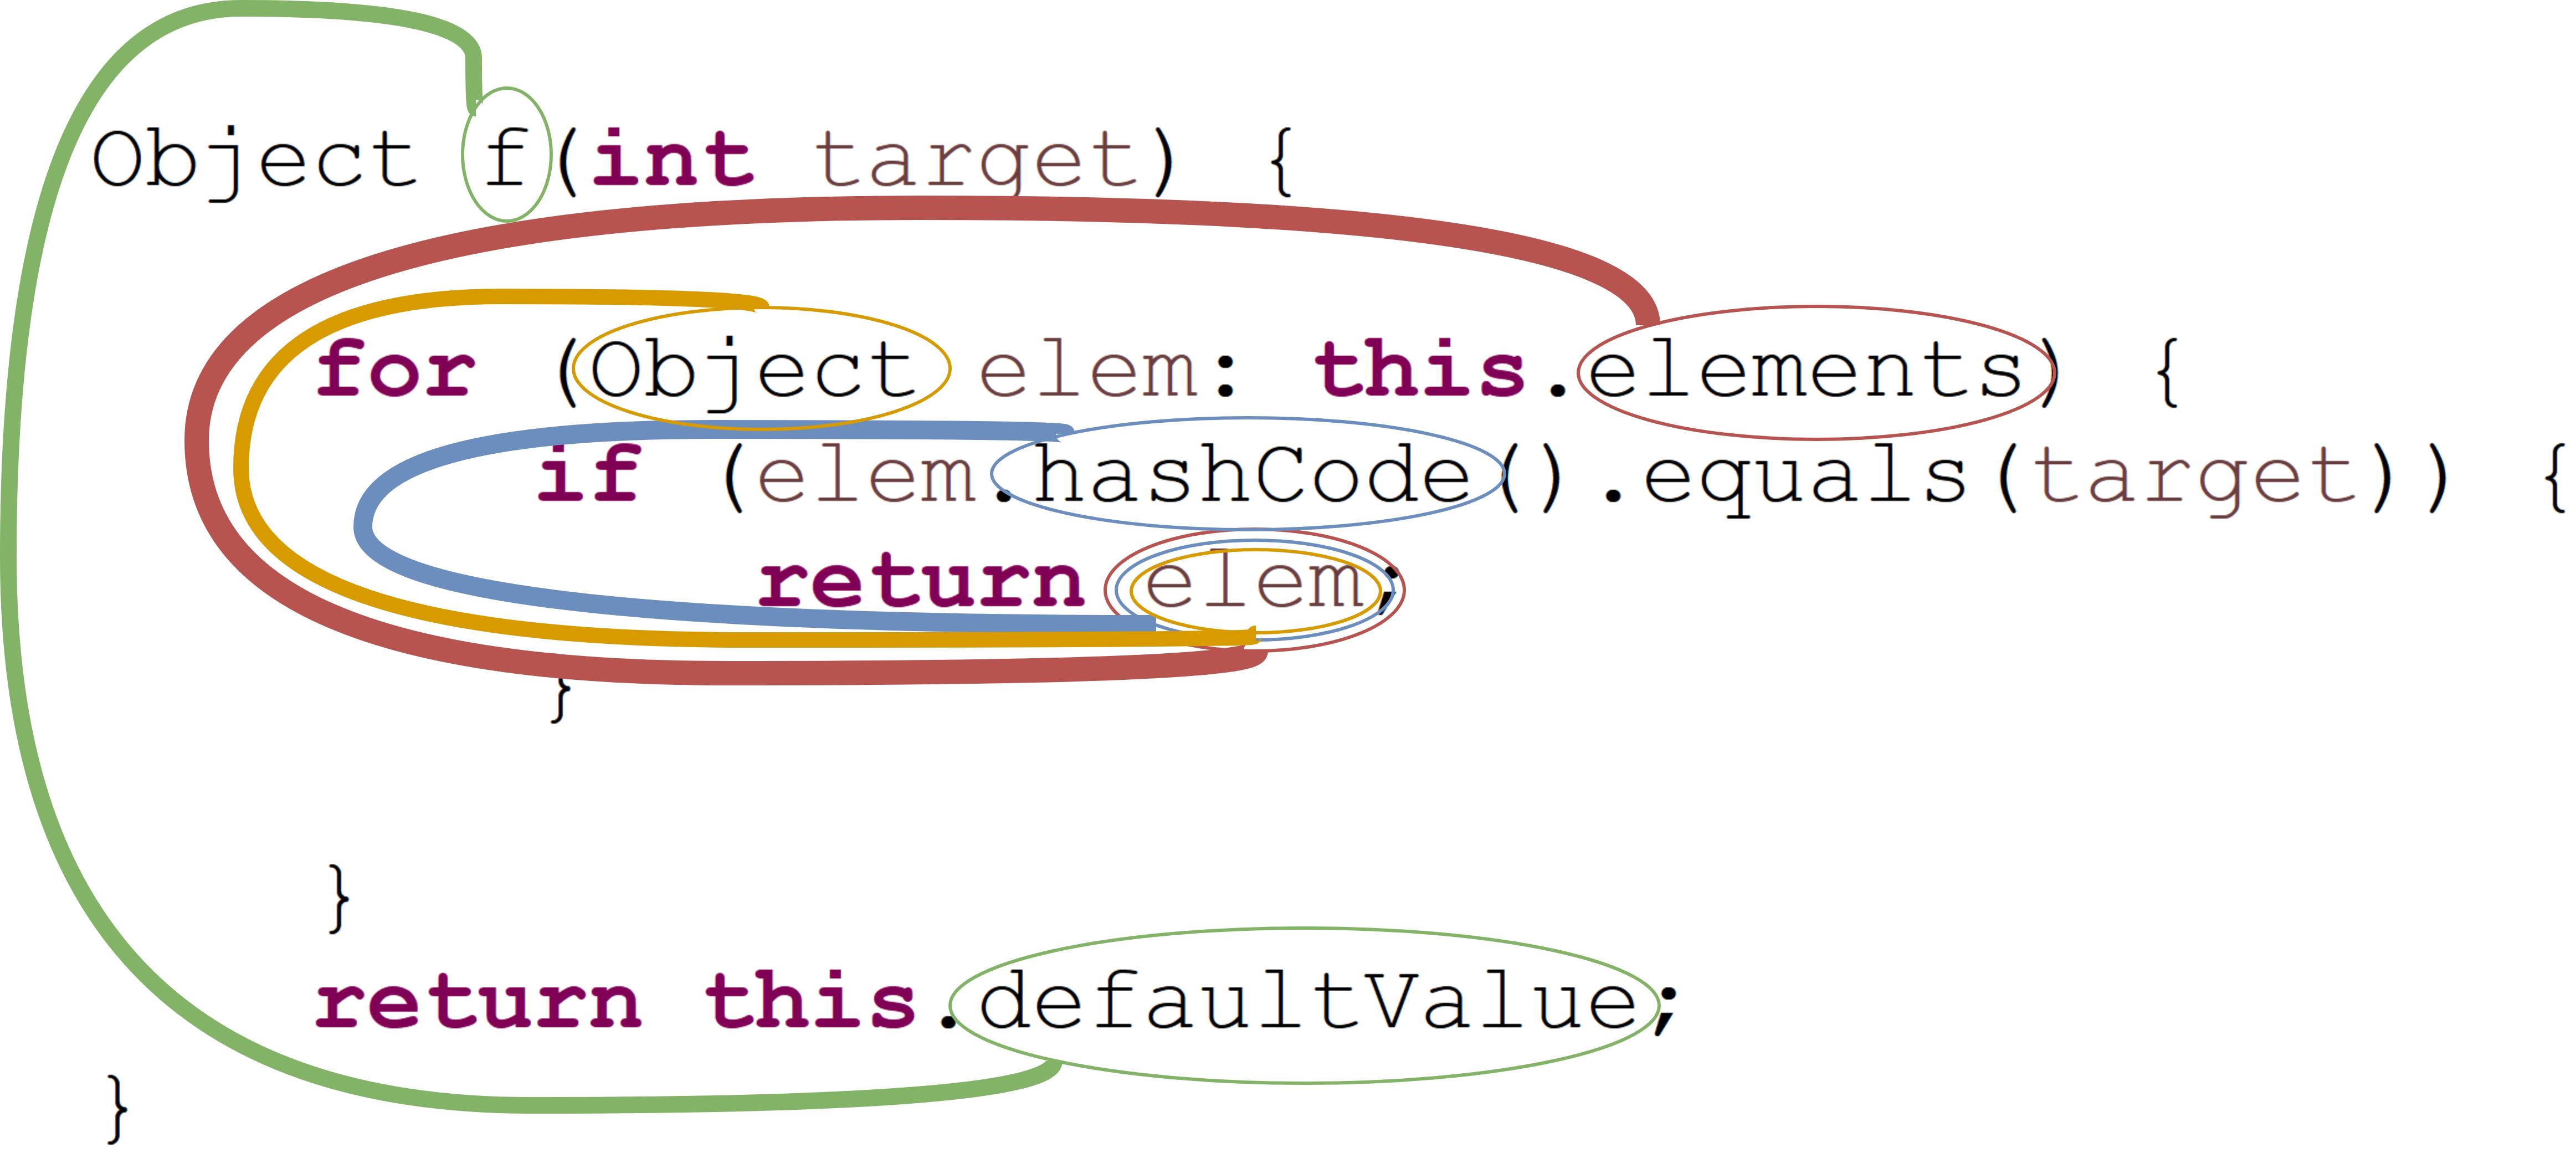 Object f(int target) {
for (Object elem: this.elements) {
if (elem.hashCode().equals(target)) {
return elem;
}
}
return this.defaultValue;
}